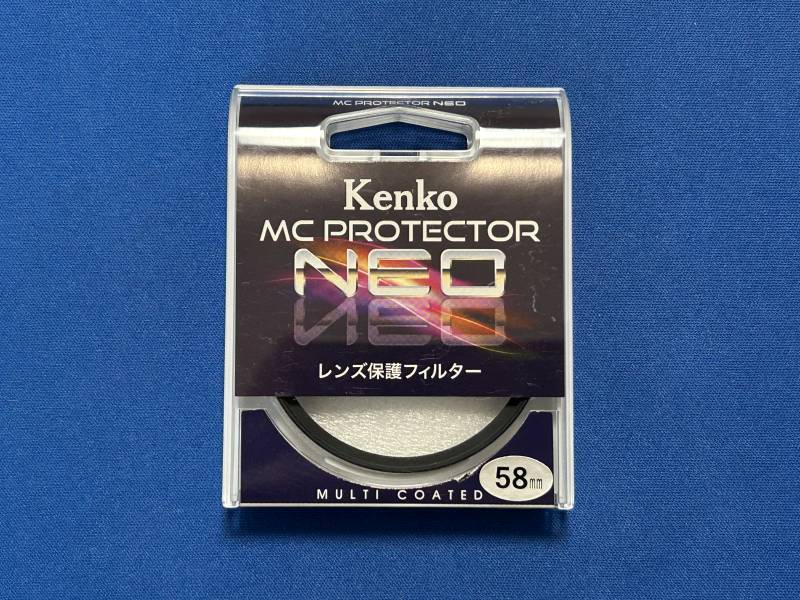 MC PROTECTOR NEO
Kenko
MC PROTECTOR
NEO
レンズ保護フィルター
58mm
MULTI COATED